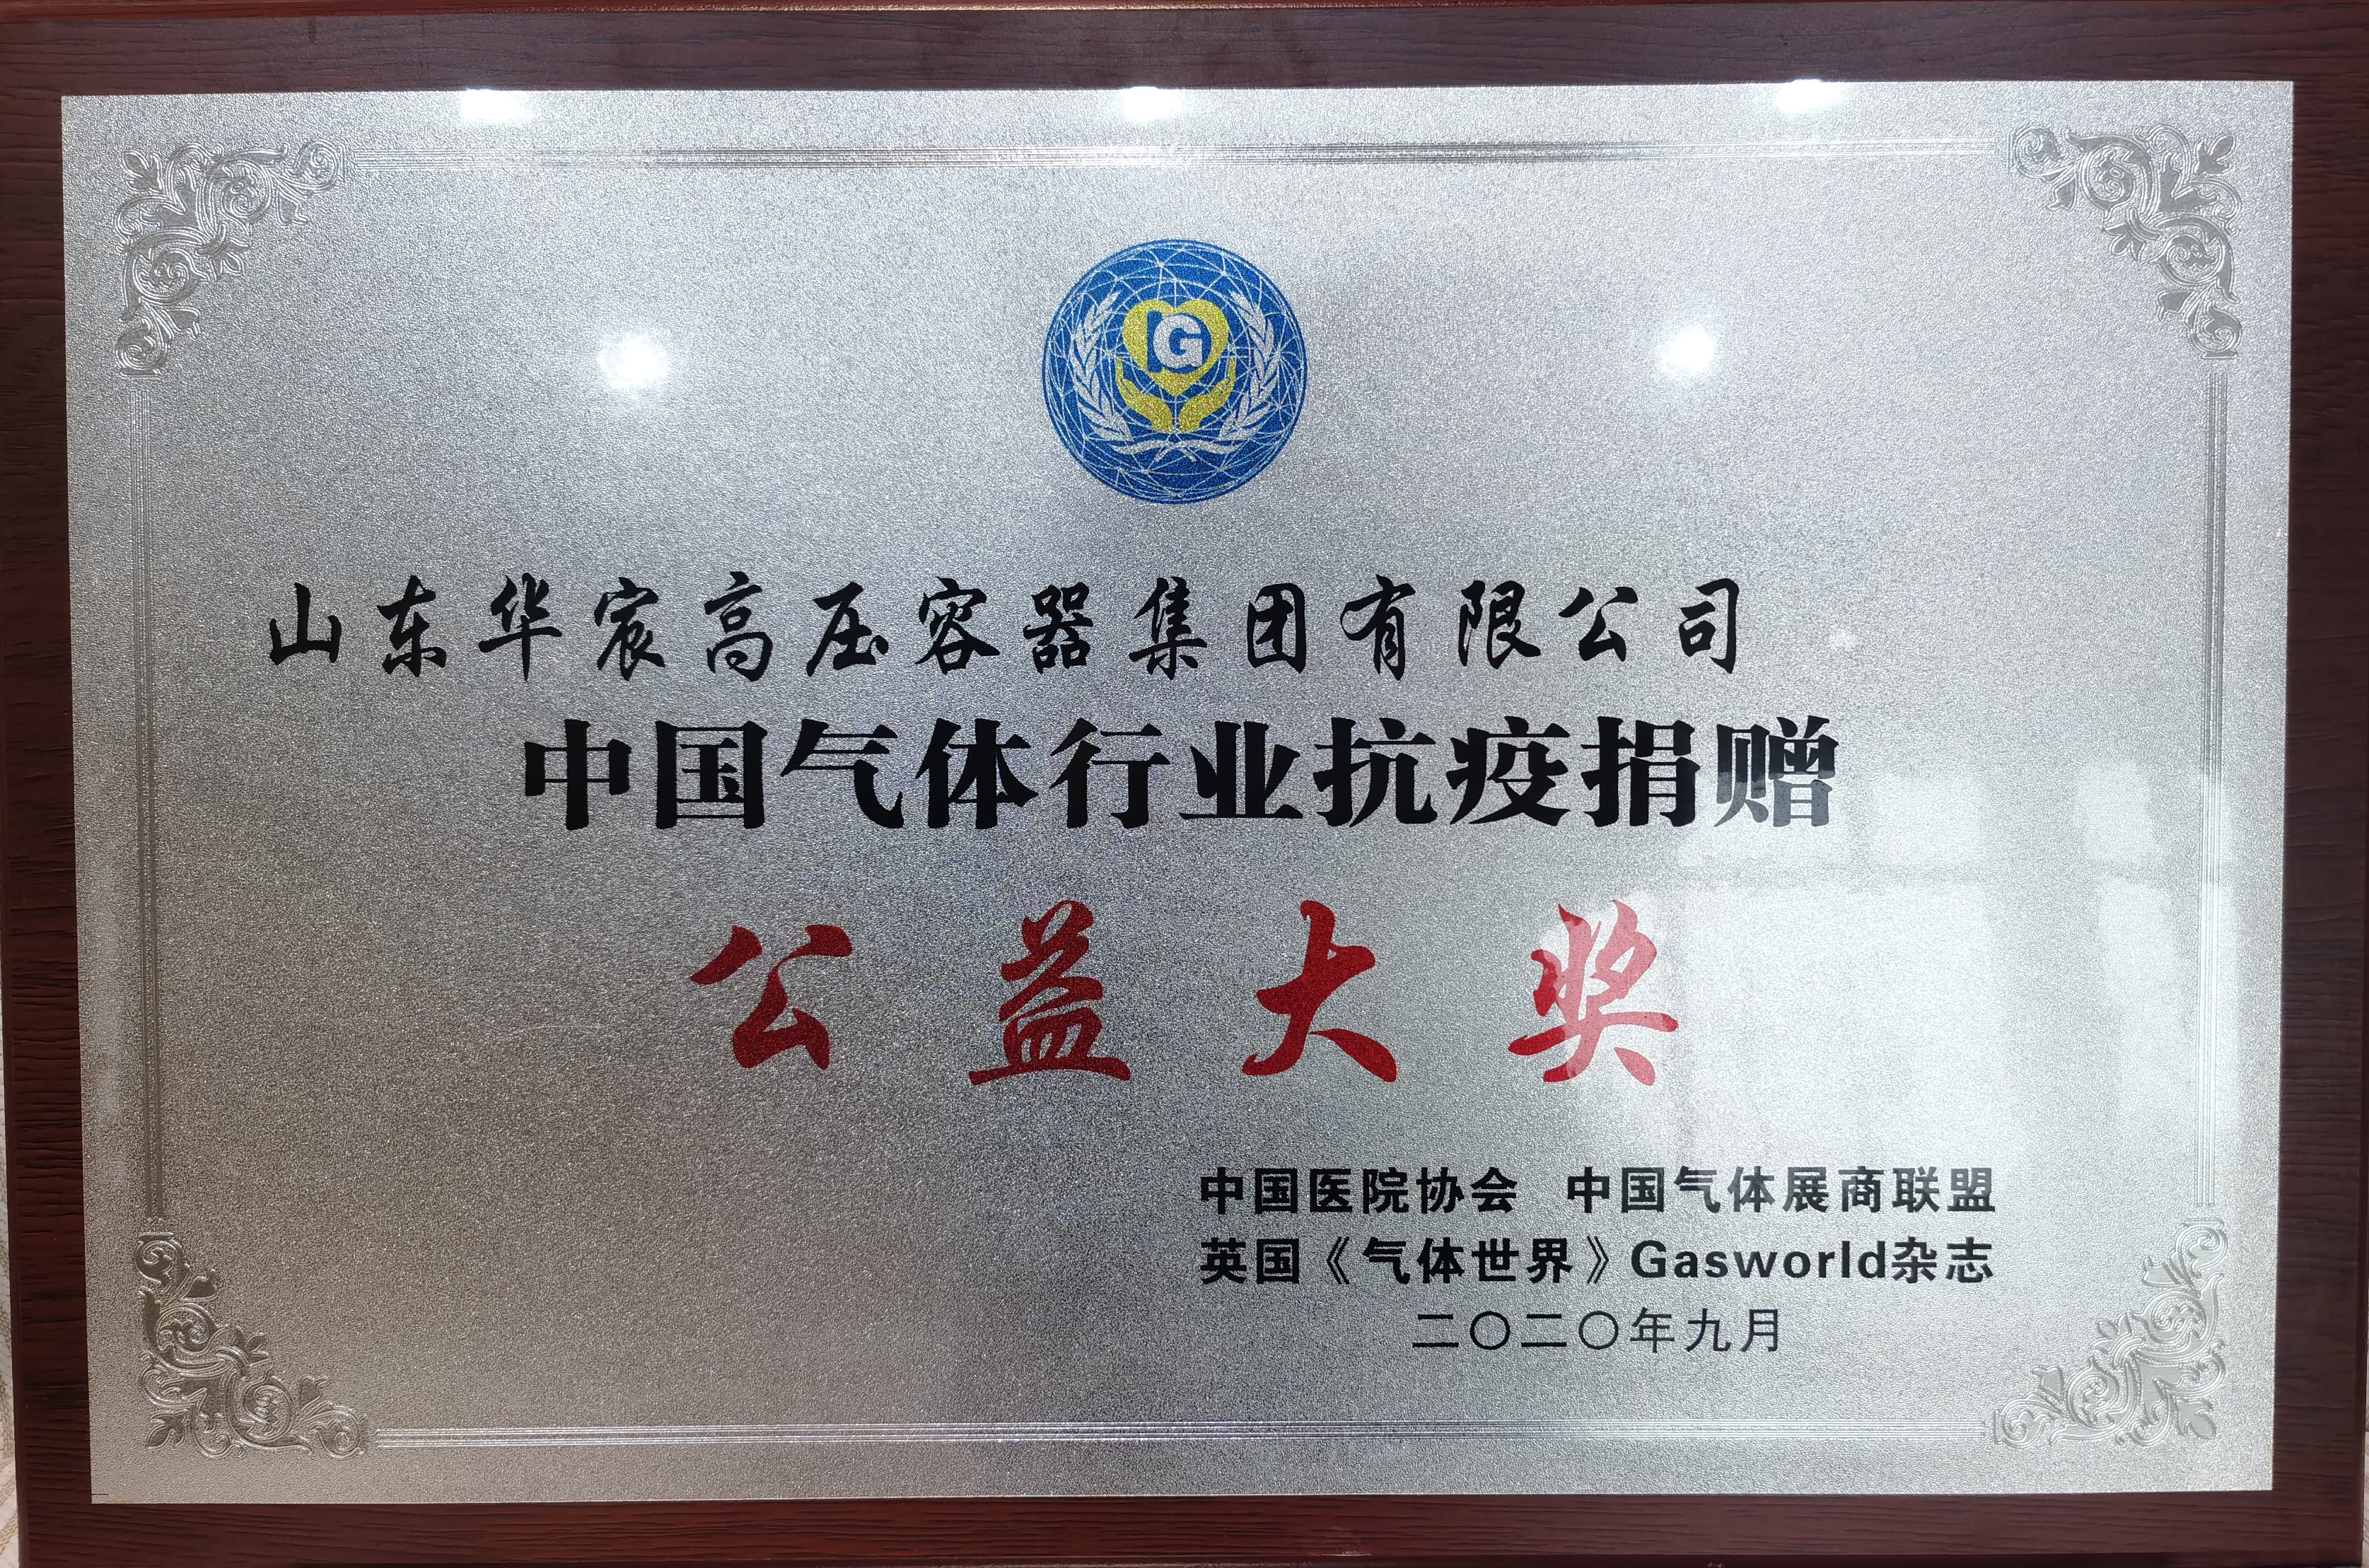 IG
山东华宸高压容器集团有限公司
中国气体行业抗疫捐赠
公益大奖
中国医院协会 中国气体展商联盟
英国《气体世界》Gasworld杂志
二〇二〇年九月